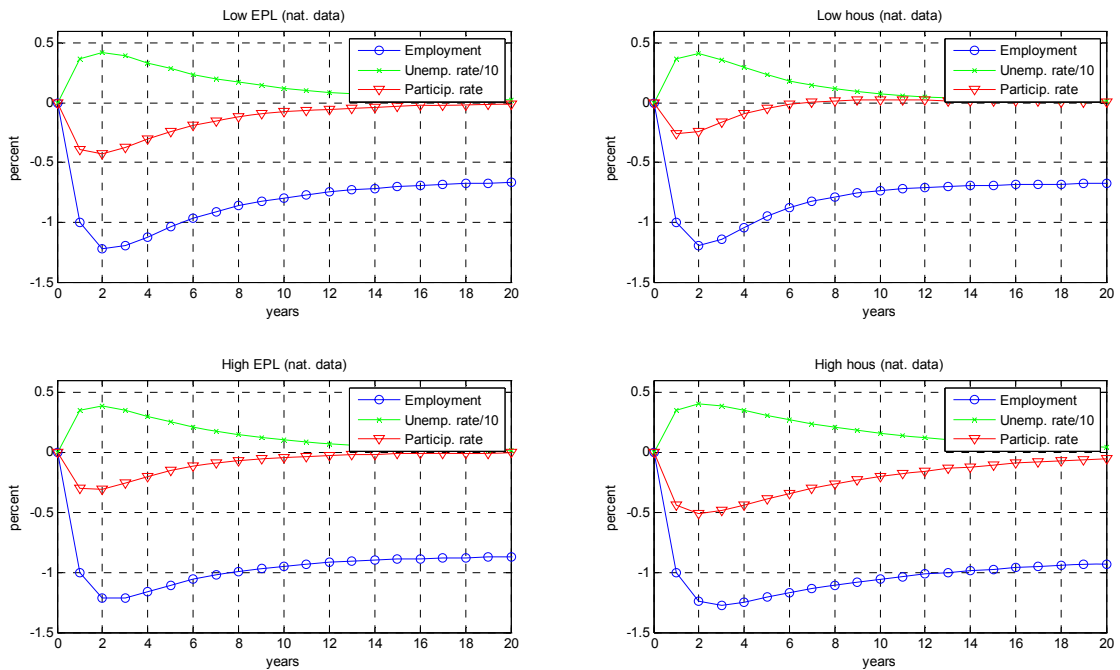 Low EPL (nat. data)
0.5
0
-0.5
-1
-1.5
percent
0 2 4 6 8 10 12 14 16 18 20
years
Employment
Unemp. rate/10
Particip. rate
Low hous (nat. data)
0.5
0
-0.5
-1
-1.5
percent
0 2 4 6 8 10 12 14 16 18 20
years
Employment
Unemp. rate/10
Particip. rate
High EPL (nat. data)
0.5
0
-0.5
-1
-1.5
percent
0 2 4 6 8 10 12 14 16 18 20
years
Employment
Unemp. rate/10
Particip. rate
High hous (nat. data)
0.5
0
-0.5
-1
-1.5
percent
0 2 4 6 8 10 12 14 16 18 20
years
Employment
Unemp. rate/10
Particip. rate